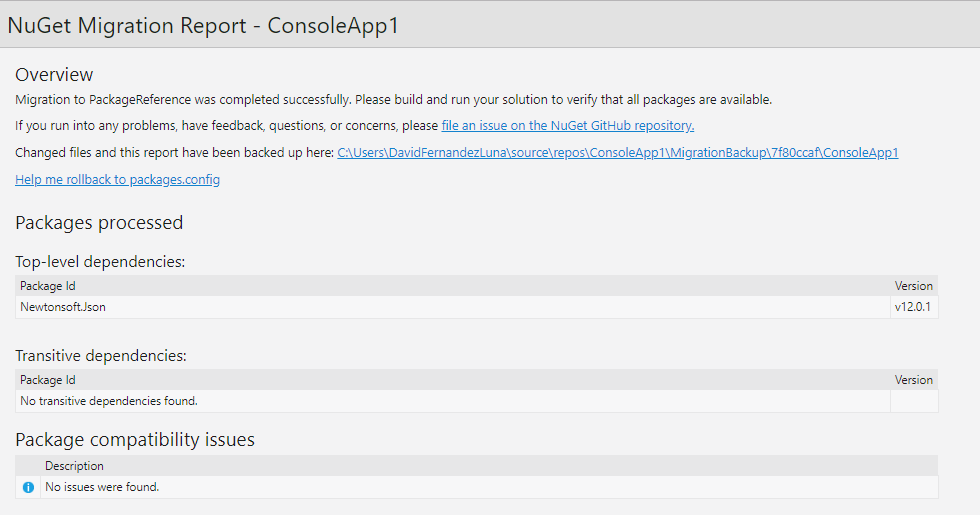 NuGet Migration Report - ConsoleApp1
Overview
Migration to PackageReference was completed successfully. Please build and run your solution to verify that all packages are available.
If you run into any problems, have feedback, questions, or concerns, please file an issue on the NuGet GitHub repository.
Changed files and this report have been backed up here: C:\Users\DavidFernandezLuna\source\repos\ConsoleApp1\MigrationBackup\7f80ccaf\ConsoleApp1
Help me rollback to packages.config
Packages processed
Top-level dependencies:
Package Id Version
Newtonsoft.Json v12.0.1
Transitive dependencies:
Package Id Version
No transitive dependencies found.
Package compatibility issues
Description
No issues were found.